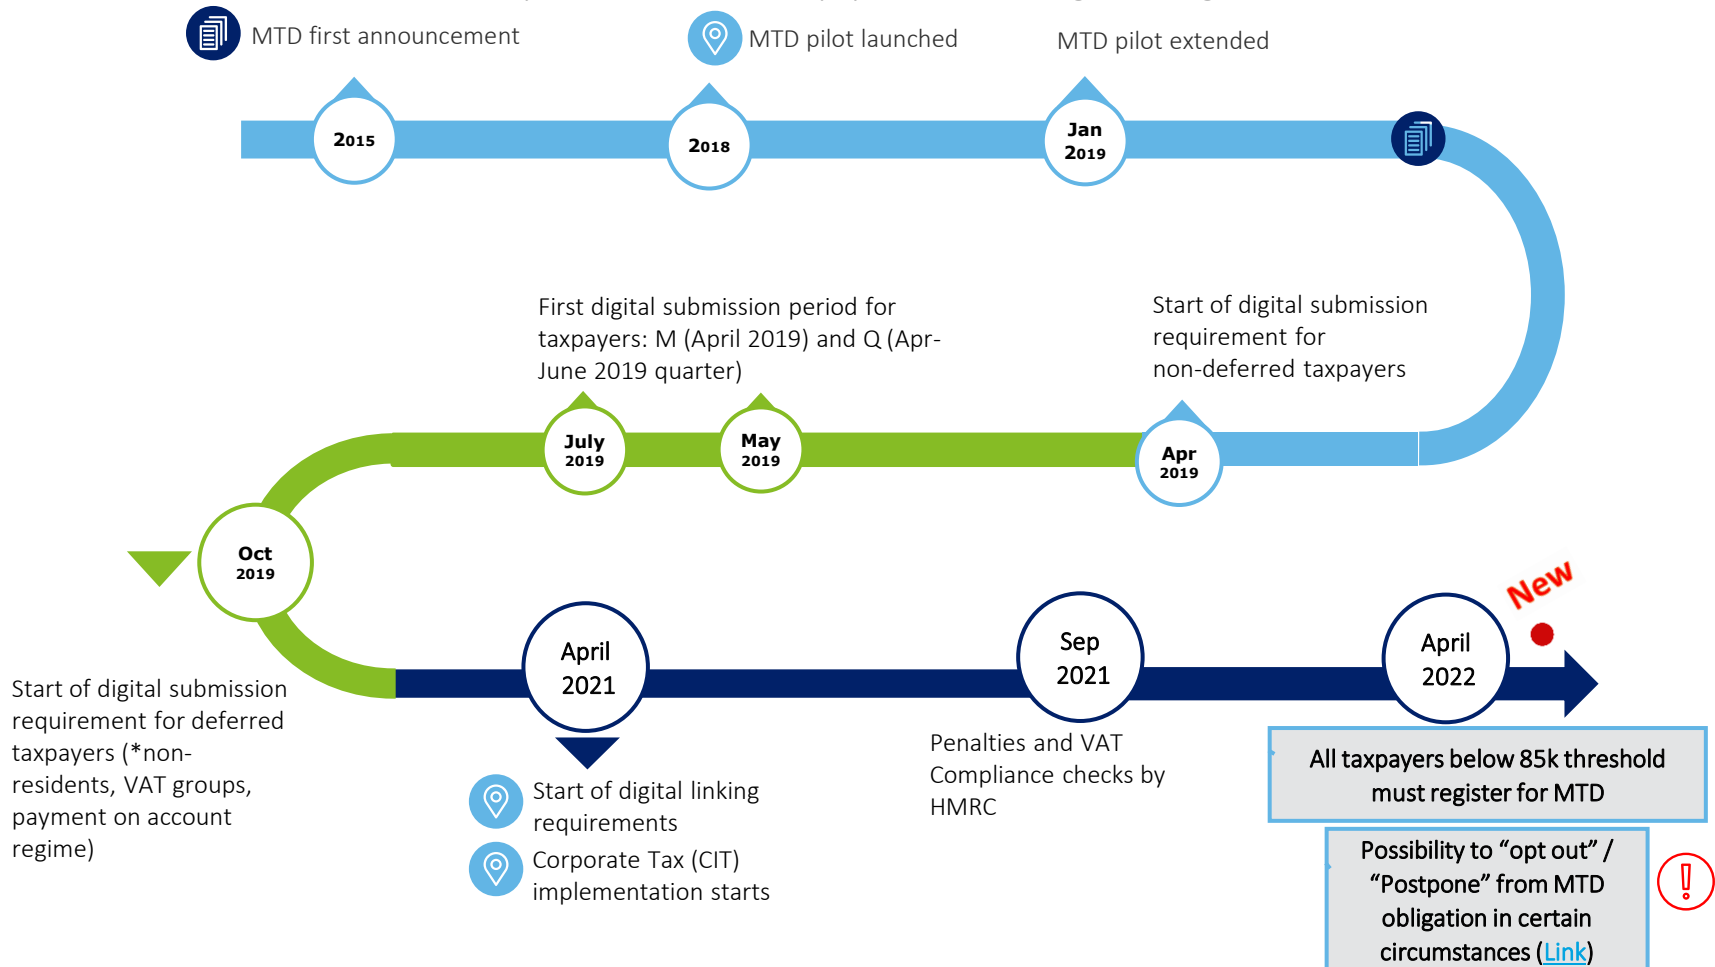 MTD first announcement
MTD pilot launched
MTD pilot extended
2015
2018
Jan
2019
First digital submission period for
taxpayers: M (April 2019) and Q (Apr-
June 2019 quarter)
Start of digital submission
requirement for
non-deferred taxpayers
July
2019
May
2019
Apr
2019
Oct
2019
New
April
2021
Sep
2021
April
2022
Start of digital submission
requirement for deferred
taxpayers (*non-
residents, VAT groups,
payment on account
regime)
Start of digital linking
requirements
Corporate Tax (CIT)
implementation starts
Penalties and VAT
Compliance checks by
HMRC
All taxpayers below 85k threshold
must register for MTD
Possibility to “opt out” /
“Postpone” from MTD
obligation in certain
circumstances (Link)